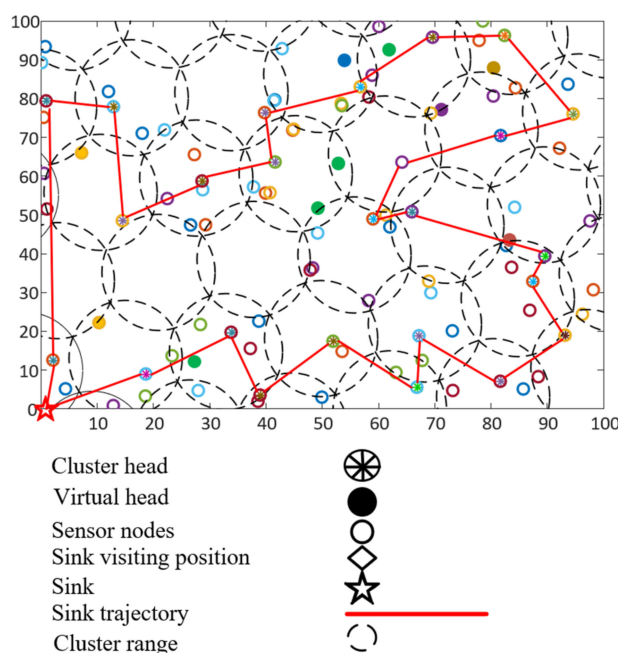 100
90
80
70
60
50
40
30
20
10
0
10 20 30 40 50 60 70 80 90 100
Cluster head
Virtual head
Sensor nodes
Sink visiting position
Sink
Sink trajectory
Cluster range